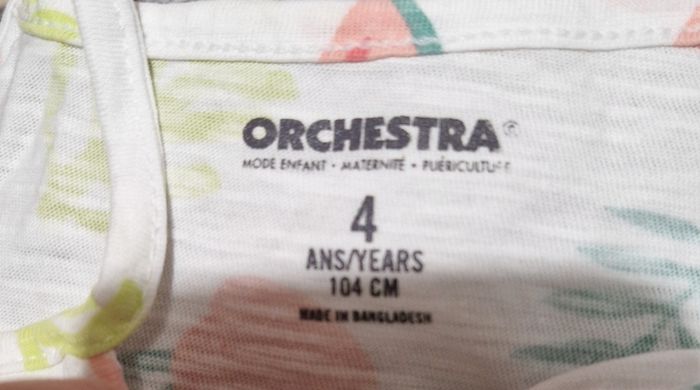 ORCHESTRA®
MODE ENFANT • MATERNITÉ • PUÉRICULTURE
4
ANS/YEARS
104 CM
MADE IN BANGLADESH